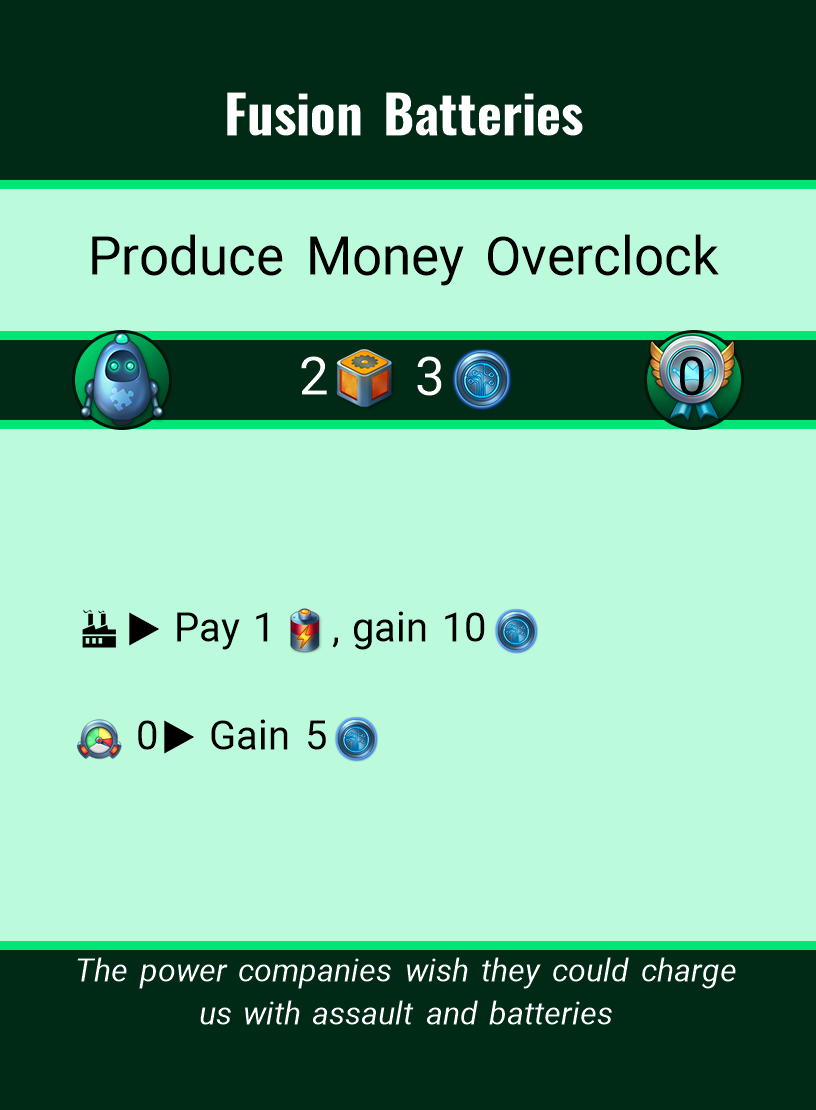 Fusion Batteries
Produce Money Overclock
2 3 0
Pay 1 , gain 10
0 Gain 5
The power companies wish they could charge
us with assault and batteries